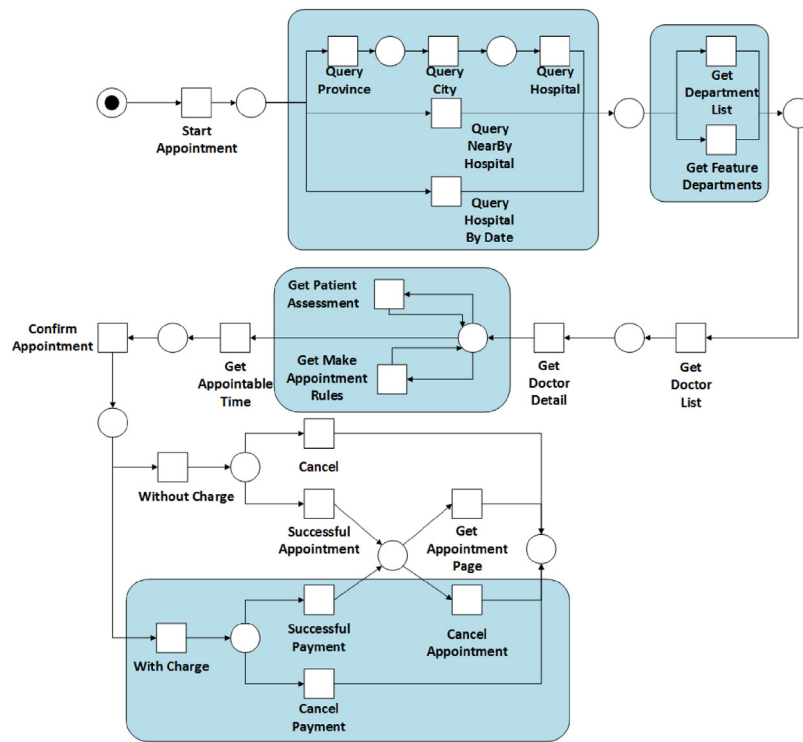 Start
Appointment
Query
Province
Query
City
Query
Hospital
Query
NearBy
Hospital
Query
Hospital
By Date
Get
Department
List
Get Feature
Departments
Get Patient
Assessment
Confirm
Appointment
Get
Appointable
Time
Get Make
Appointment
Rules
Get
Doctor
Detail
Get
Doctor
List
Without Charge
Cancel
Successful
Appointment
Get
Appointment
Page
With Charge
Successful
Payment
Cancel
Appointment
Cancel
Payment